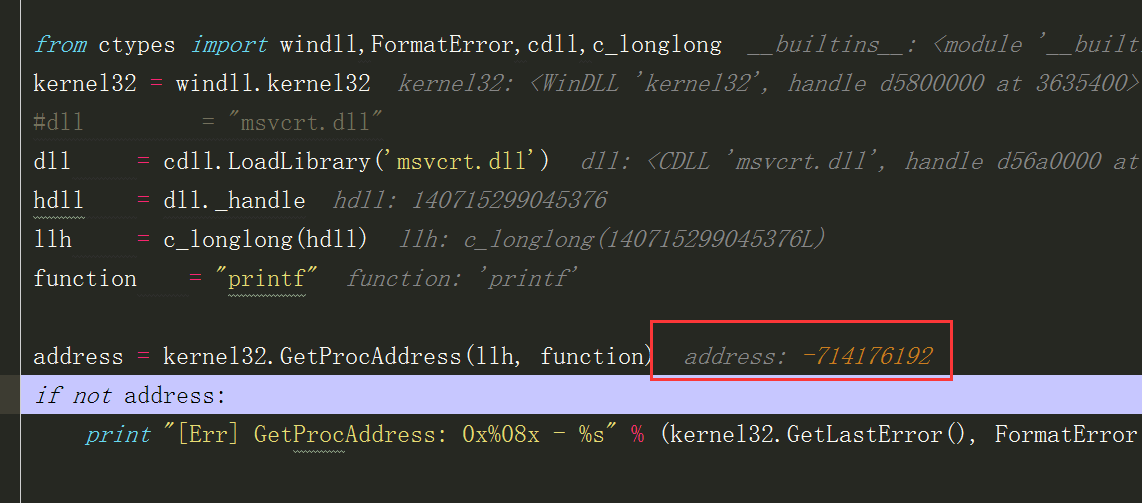 from ctypes import windll,FormatError,cdll,c_longlong  __builtins__: <module '__builti
kernel32 = windll.kernel32  kernel32: <WinDLL 'kernel32', handle d5800000 at 3635400>
#dll       = "msvcrt.dll"
dll    = cdll.LoadLibrary('msvcrt.dll')  dll: <CDLL 'msvcrt.dll', handle d56a0000 at
hdll   = dll._handle  hdll: 140715299045376
llh    = c_longlong(hdll)  llh: c_longlong(140715299045376L)
function   = "printf"  function: 'printf'
address = kernel32.GetProcAddress(llh, function)  address: -714176192
if not address:
    print "[Err] GetProcAddress: 0x%08x - %s" % (kernel32.GetLastError(), FormatError